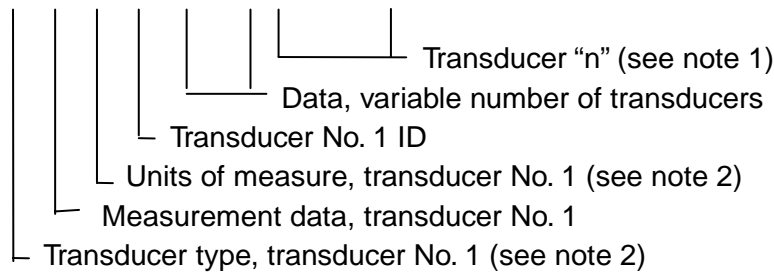 Transducer “n” (see note 1)
Data, variable number of transducers
Transducer No. 1 ID
Units of measure, transducer No. 1 (see note 2)
Measurement data, transducer No. 1
Transducer type, transducer No. 1 (see note 2)